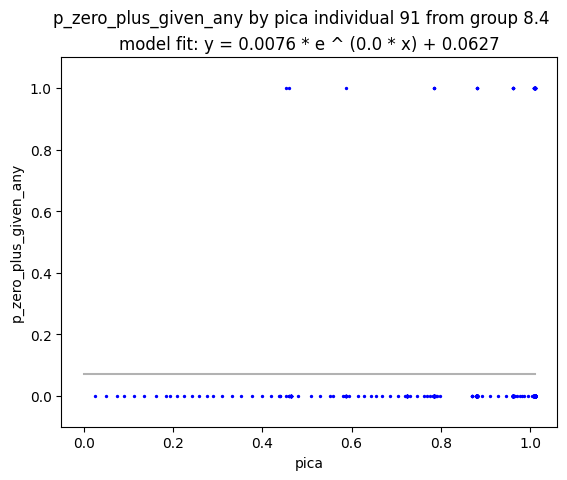 p_zero_plus_given_any by pica individual 91 from group 8.4
model fit: y = 0.0076 * e ^ (0.0 * x) + 0.0627
1.0
0.8
0.6
0.4
0.2
0.0
p_zero_plus_given_any
0.0 0.2 0.4 0.6 0.8 1.0
pica